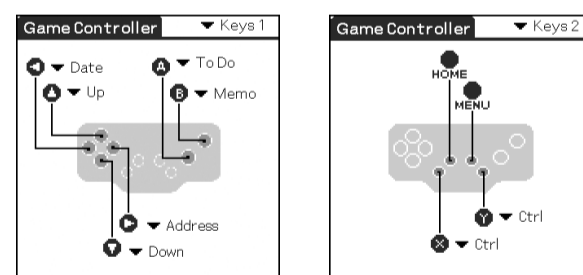 Game Controller ▼ Keys 1
▼ Date
▼ Up
A ▼ To Do
B ▼ Memo
▼ Address
▼ Down
Game Controller ▼ Keys 2
HOME
MENU
Y ▼ Ctrl
X ▼ Ctrl